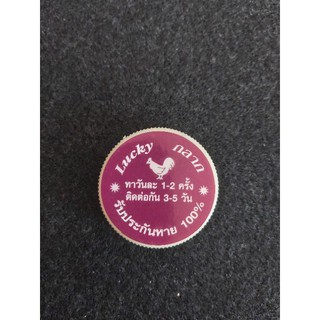 Lucky กลาก
ทาวันละ 1-2 ครั้ง
ติดต่อกัน 3-5 วัน
รับประกันหาย 100%